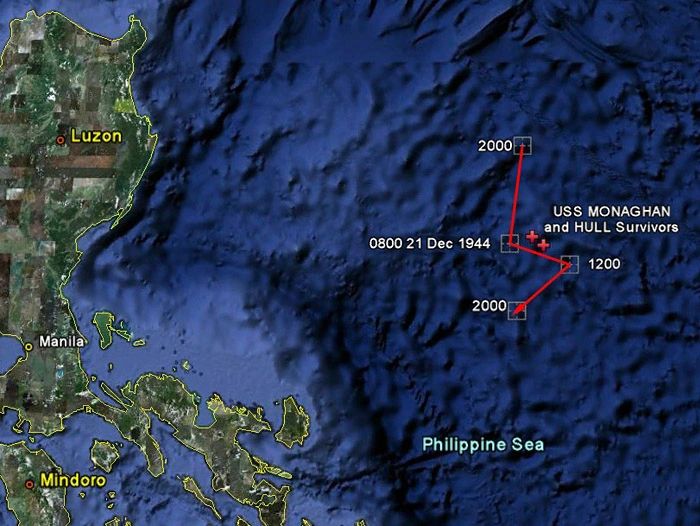 Luzon
2000
USS MONAGHAN
and HULL Survivors
0800 21 Dec 1944
1200
2000
Manila
Philippine Sea
Mindoro